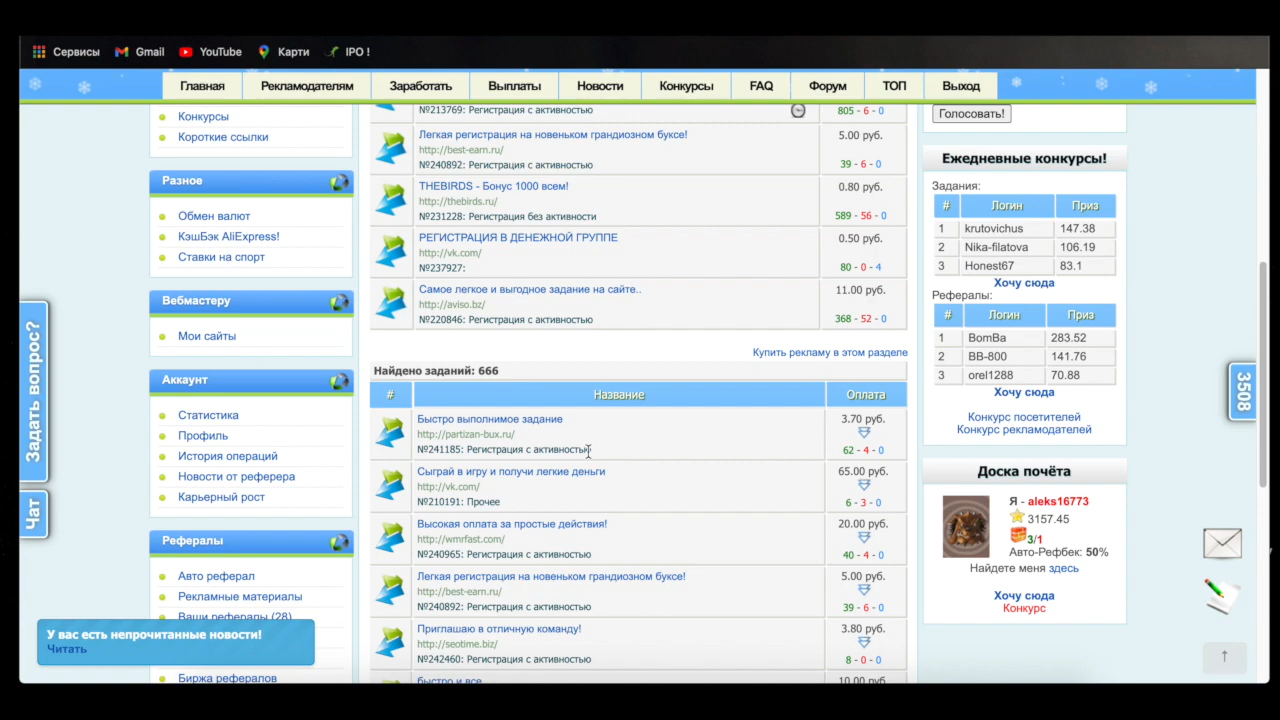 Сервисы Gmail YouTube Карти IPO !
Главная Рекламодателям Заработать Выплаты Новости Конкурсы FAQ Форум ТОП Выход
Конкурсы
Короткие ссылки
Разное
Обмен валют
КэшБэк AliExpress!
Ставки на спорт
Вебмастеру
Мои сайты
Аккаунт
Статистика
Профиль
История операций
Новости от реферера
Карьерный рост
Рефералы
Авто реферал
Рекламные материалы
Ваши рефералы (28)
Биржа рефералов
Задать вопрос?
Чат
У вас есть непрочитанные новости!
Читать
№213769: Регистрация с активностью
805 - 6 - 0
Легкая регистрация на новеньком грандиозном буксе!
5.00 руб.
http://best-earn.ru/
№240892: Регистрация с активностью
39 - 6 - 0
THEBIRDS - Бонус 1000 всем!
0.80 руб.
http://thebirds.ru/
№231228: Регистрация без активности
589 - 56 - 0
РЕГИСТРАЦИЯ В ДЕНЕЖНОЙ ГРУППЕ
0.50 руб.
http://vk.com/
№237927:
80 - 0 - 4
Самое легкое и выгодное задание на сайте..
11.00 руб.
http://aviso.bz/
№220846: Регистрация с активностью
368 - 52 - 0
Купить рекламу в этом разделе
Найдено заданий: 666
# Название Оплата
Быстро выполнимое задание
3.70 руб.
http://partizan-bux.ru/
№241185: Регистрация с активностью
62 - 4 - 0
Сыграй в игру и получи легкие деньги
65.00 руб.
http://vk.com/
№210191: Прочее
6 - 3 - 0
Высокая оплата за простые действия!
20.00 руб.
http://wmrfast.com/
№240965: Регистрация с активностью
40 - 4 - 0
Легкая регистрация на новеньком грандиозном буксе!
5.00 руб.
http://best-earn.ru/
№240892: Регистрация с активностью
39 - 6 - 0
Приглашаю в отличную команду!
3.80 руб.
http://seotime.biz/
№242460: Регистрация с активностью
8 - 0 - 0
быстро и все
10.00 руб.
Голосовать!
Ежедневные конкурсы!
Задания:
# Логин Приз
1 krutovichus 147.38
2 Nika-filatova 106.19
3 Honest67 83.1
Хочу сюда
Рефералы:
# Логин Приз
1 BomBa 283.52
2 BB-800 141.76
3 orel1288 70.88
Хочу сюда
Конкурс посетителей
Конкурс рекламодателей
Доска почёта
Я - aleks16773
3157.45
3/1
Авто-Рефбек: 50%
Найдете меня здесь
Хочу сюда
Конкурс
3508